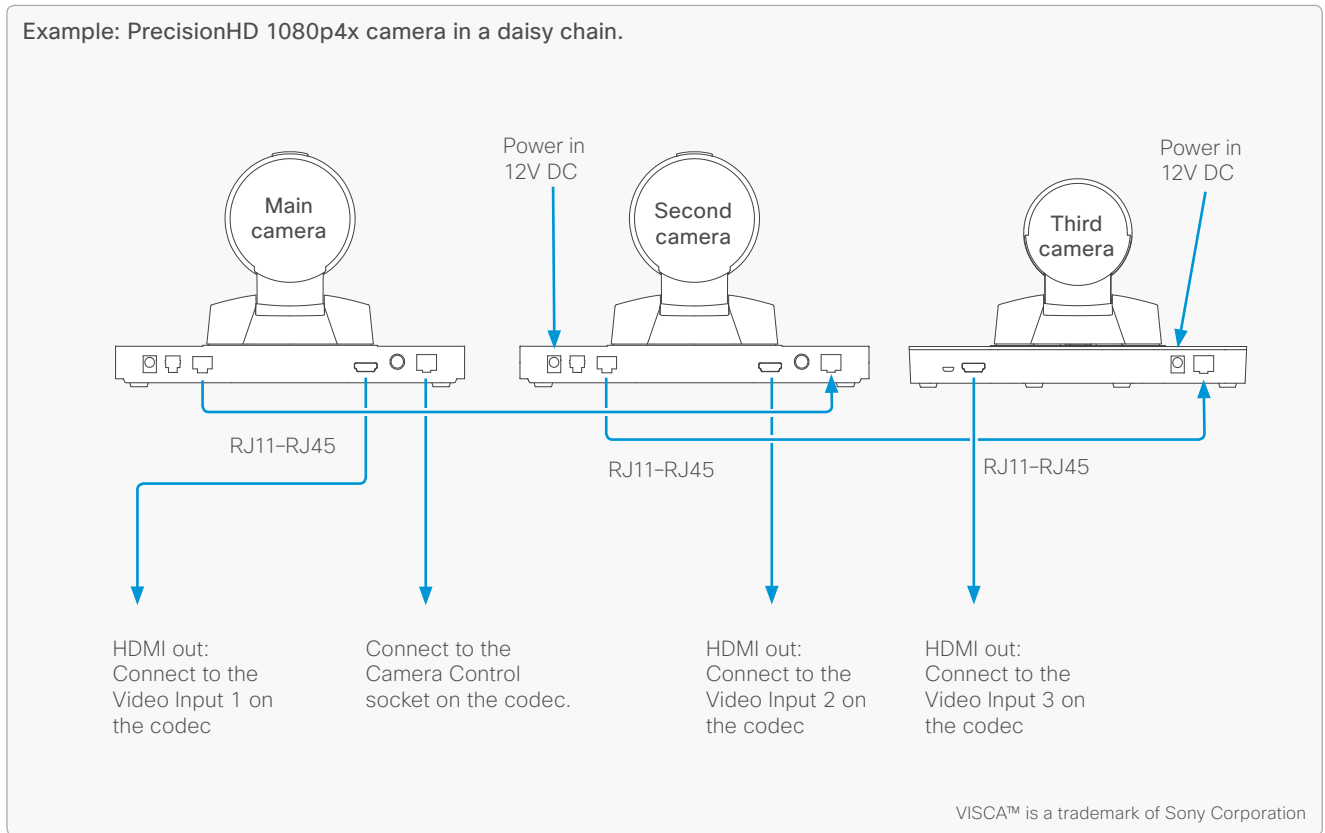 Example: PrecisionHD 1080p4x camera in a daisy chain.
Power in
12V DC
Power in
12V DC
Main
camera
Second
camera
Third
camera
RJ11–RJ45
RJ11–RJ45
RJ11–RJ45
HDMI out:
Connect to the
Video Input 1 on
the codec
Connect to the
Camera Control
socket on the codec.
HDMI out:
Connect to the
Video Input 2 on
the codec
HDMI out:
Connect to the
Video Input 3 on
the codec
VISCA™ is a trademark of Sony Corporation